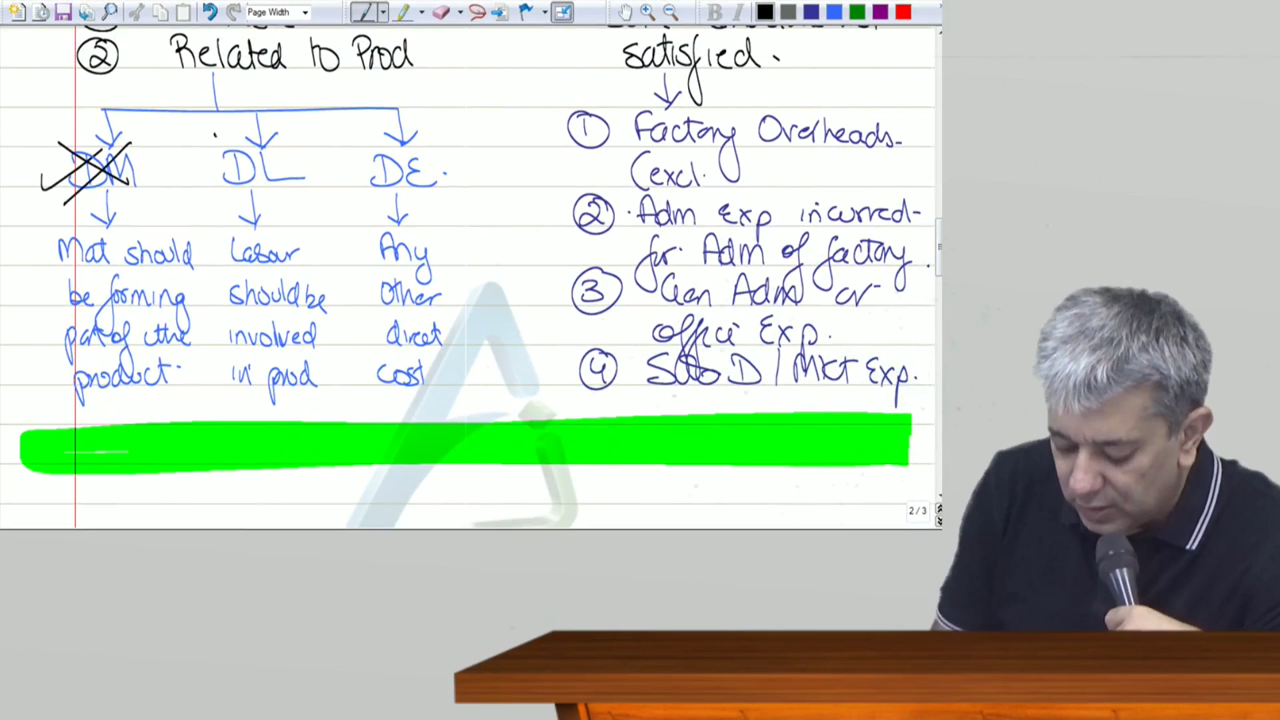 Page Width
② Related to Prod
DM DL DE.
Mat should
be forming
part of the
product.
Labour
should be
involved
in prod
Any
Other
direct
cost
satisfied.
① Factory Overheads-
(excl.
② Adm Exp incurred-
for Adm of factory.
③ Gen Adm or
office Exp.
④ S D / Mkt Exp.
2 / 3